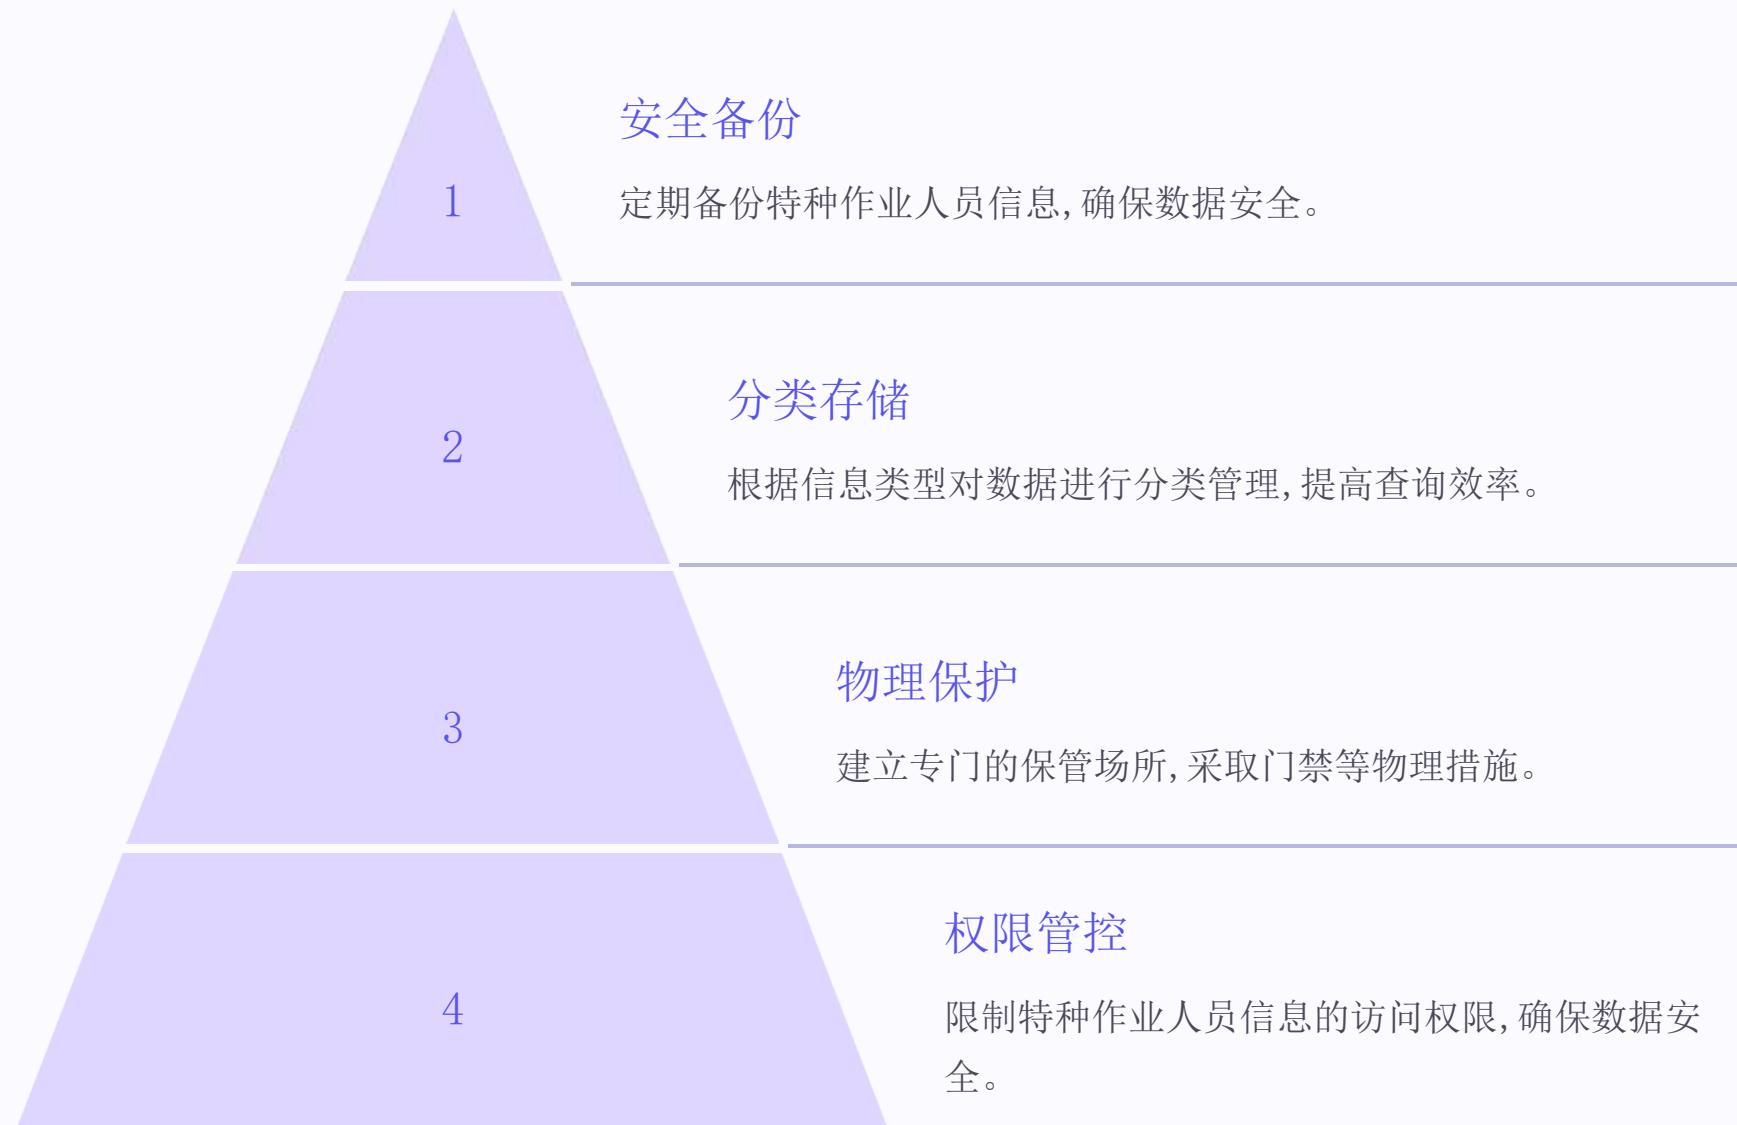 安全备份
1
定期备份特种作业人员信息,确保数据安全。
分类存储
2
根据信息类型对数据进行分类管理,提高查询效率。
物理保护
3
建立专门的保管场所,采取门禁等物理措施。
权限管控
4
限制特种作业人员信息的访问权限,确保数据安
全。